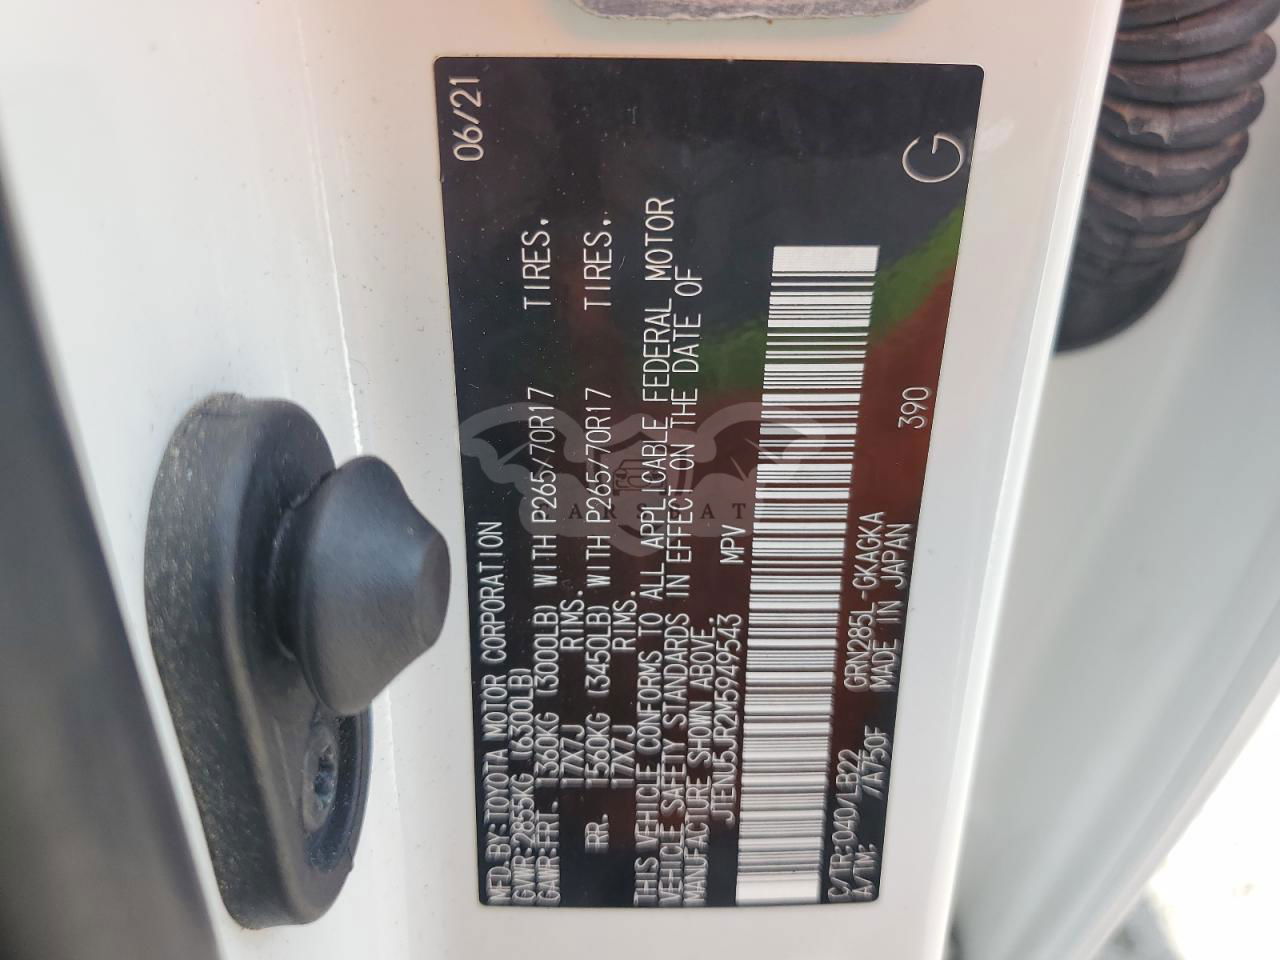 06/21
MFD.BY:TOYOTA MOTOR CORPORATION
GVWR:2855KG (6300LB)
GAWR:FRT. 1360KG (3000LB) WITH P265/70R17 TIRES.
17X7J RIMS.
RR. 1560KG (3450LB) WITH P265/70R17 TIRES.
17X7J RIMS.
THIS VEHICLE CONFORMS TO ALL APPLICABLE FEDERAL MOTOR
VEHICLE SAFETY STANDARDS IN EFFECT ON THE DATE OF
MANUFACTURE SHOWN ABOVE.
JTENU5JR2M5949543 MPV
C/TR:040/LB22 GRN285L-GKAGKA 390
A/TM: /A750F MADE IN JAPAN
G